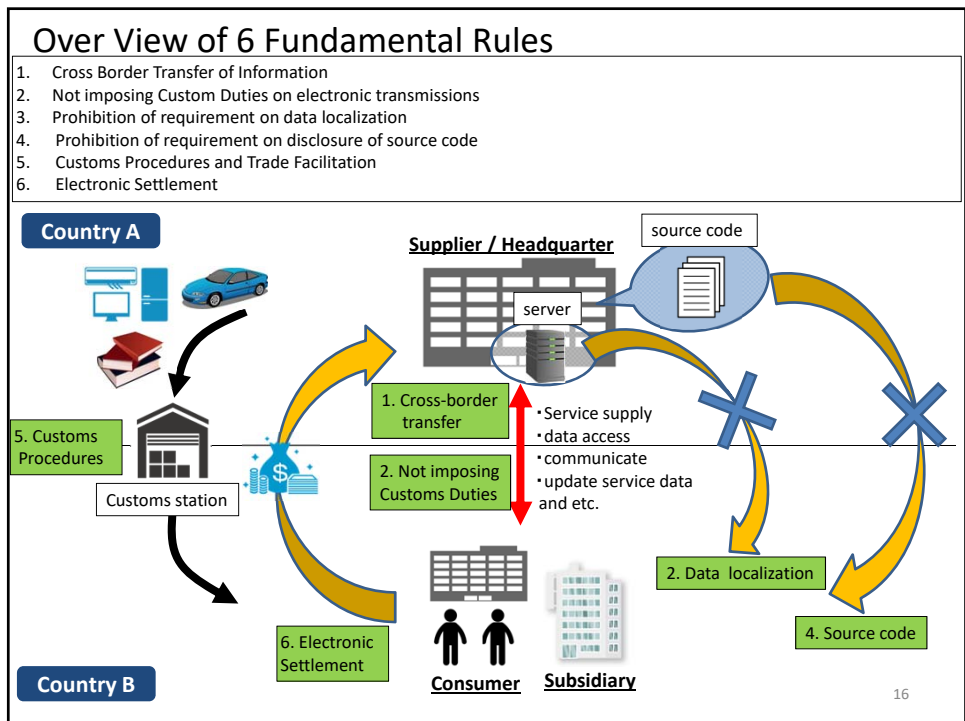 Over View of 6 Fundamental Rules
1. Cross Border Transfer of Information
2. Not imposing Custom Duties on electronic transmissions
3. Prohibition of requirement on data localization
4. Prohibition of requirement on disclosure of source code
5. Customs Procedures and Trade Facilitation
6. Electronic Settlement
Country A
Supplier / Headquarter
source code
server
1. Cross-border
transfer
・Service supply
・data access
・communicate
・update service data
and etc.
5. Customs
Procedures
$
2. Not imposing
Customs Duties
Customs station
2. Data localization
6. Electronic
Settlement
4. Source code
Consumer
Subsidiary
Country B
16